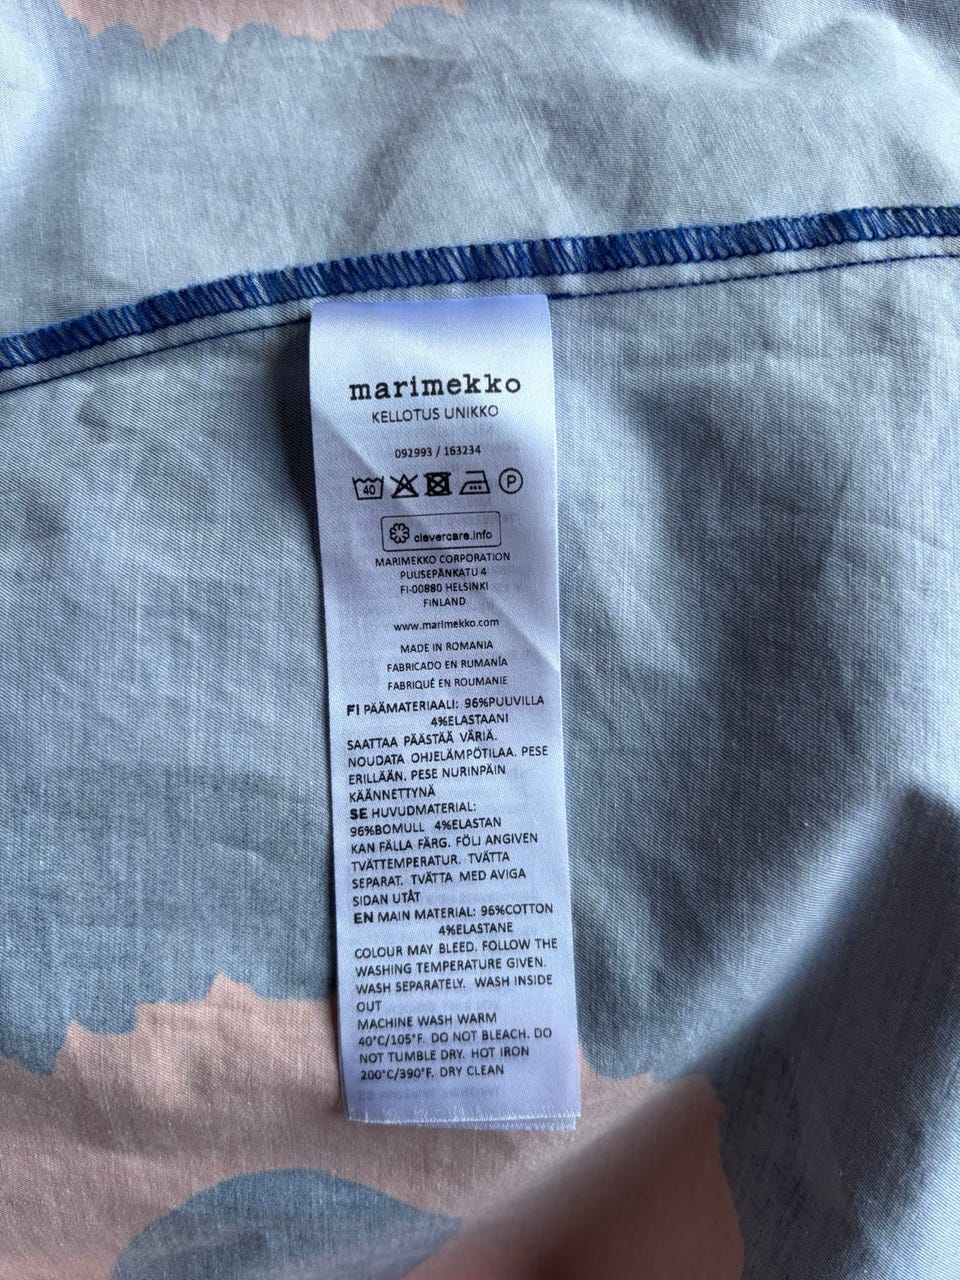 marimekko
KELLOTUS UNIKKO
092993 / 163234
40 P
clevercare.info
MARIMEKKO CORPORATION
PUUSEPÄNKATU 4
FI-00880 HELSINKI
FINLAND
www.marimekko.com
MADE IN ROMANIA
FABRICADO EN RUMANÍA
FABRIQUÉ EN ROUMANIE
FI PÄÄMATERIAALI: 96%PUUVILLA
4%ELASTAANI
SAATTAA PÄÄSTÄÄ VÄRIÄ.
NOUDATA OHJELÄMPÖTILAA. PESE
ERILLÄÄN. PESE NURINPÄIN
KÄÄNNETTYNÄ
SE HUVUDMATERIAL:
96%BOMULL 4%ELASTAN
KAN FÄLLA FÄRG. FÖLJ ANGIVEN
TVÄTTEMPERATUR. TVÄTTA
SEPARAT. TVÄTTA MED AVIGA
SIDAN UTÅT
EN MAIN MATERIAL: 96%COTTON
4%ELASTANE
COLOUR MAY BLEED. FOLLOW THE
WASHING TEMPERATURE GIVEN.
WASH SEPARATELY. WASH INSIDE
OUT
MACHINE WASH WARM
40°C/105°F. DO NOT BLEACH. DO
NOT TUMBLE DRY. HOT IRON
200°C/390°F. DRY CLEAN